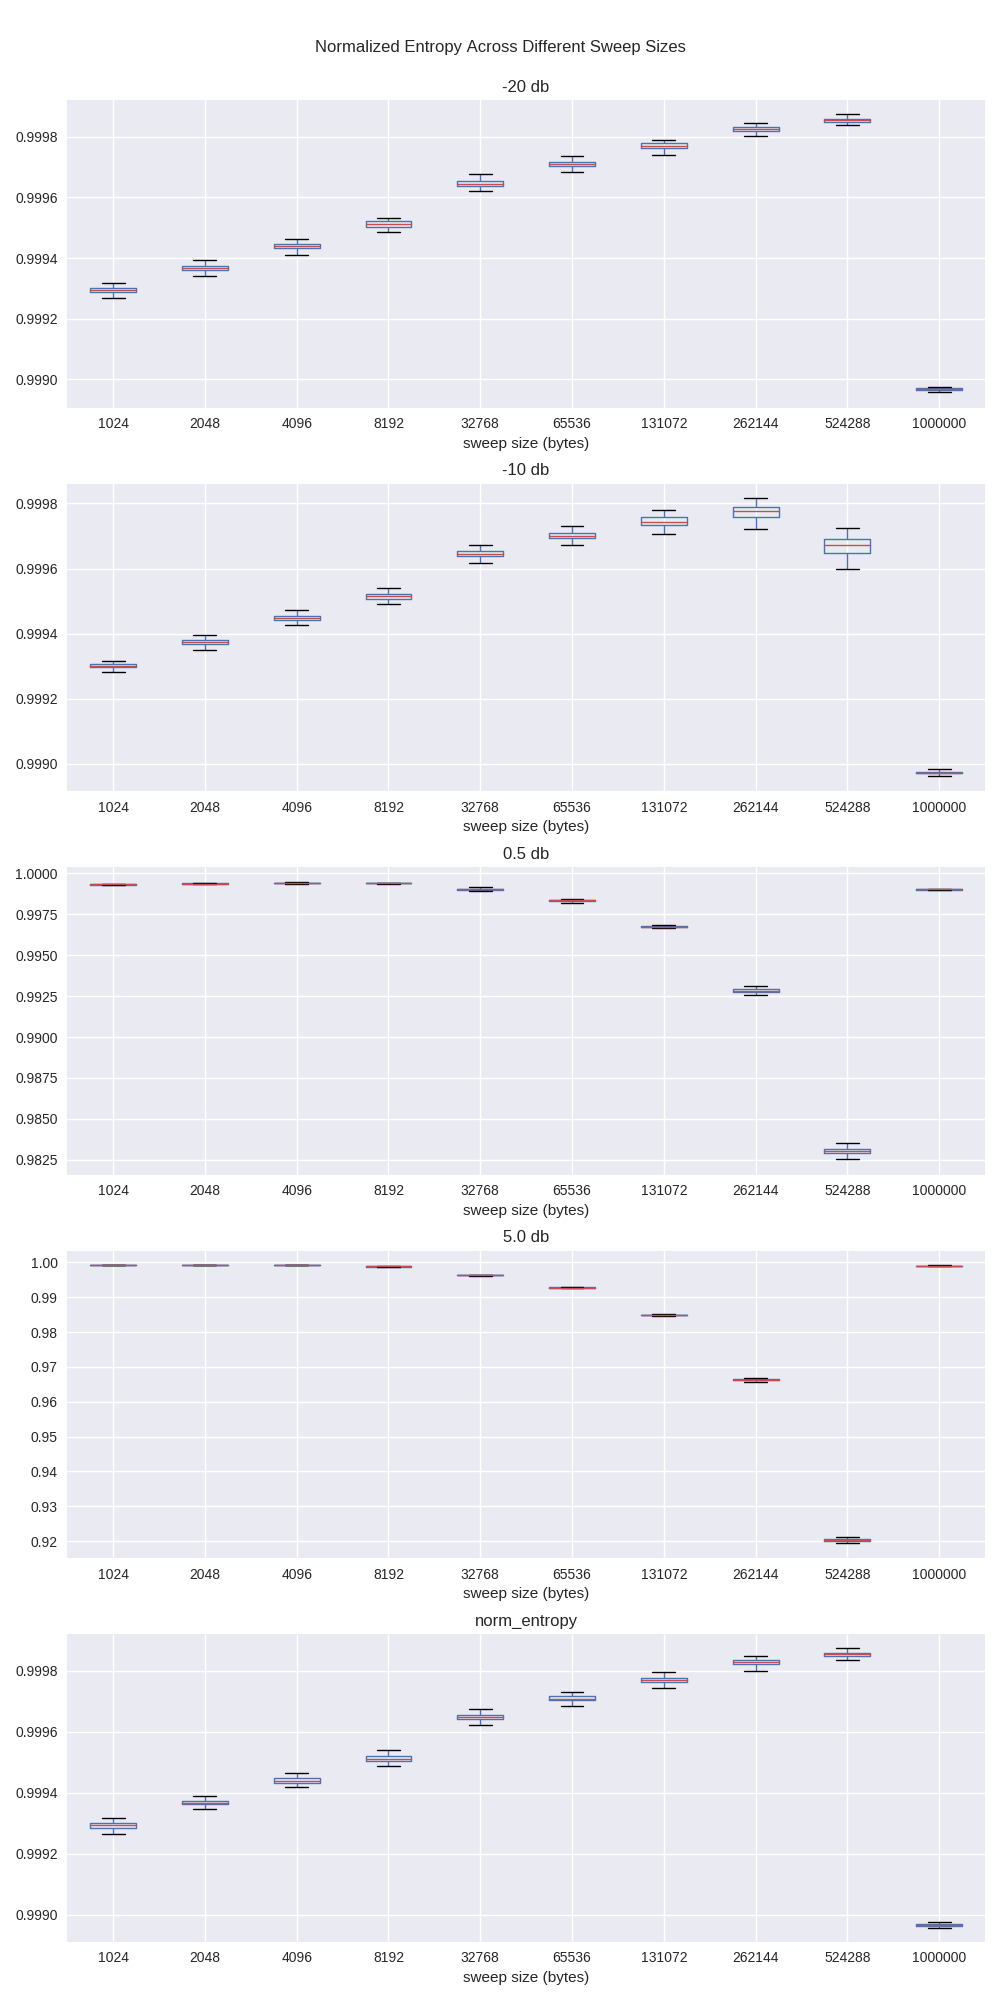 Normalized Entropy Across Different Sweep Sizes
-20 db
0.9998
0.9996
0.9994
0.9992
0.9990
1024 2048 4096 8192 32768 65536 131072 262144 524288 1000000
sweep size (bytes)
-10 db
0.9998
0.9996
0.9994
0.9992
0.9990
1024 2048 4096 8192 32768 65536 131072 262144 524288 1000000
sweep size (bytes)
0.5 db
1.0000
0.9975
0.9950
0.9925
0.9900
0.9875
0.9850
0.9825
1024 2048 4096 8192 32768 65536 131072 262144 524288 1000000
sweep size (bytes)
5.0 db
1.00
0.99
0.98
0.97
0.96
0.95
0.94
0.93
0.92
1024 2048 4096 8192 32768 65536 131072 262144 524288 1000000
sweep size (bytes)
norm_entropy
0.9998
0.9996
0.9994
0.9992
0.9990
1024 2048 4096 8192 32768 65536 131072 262144 524288 1000000
sweep size (bytes)